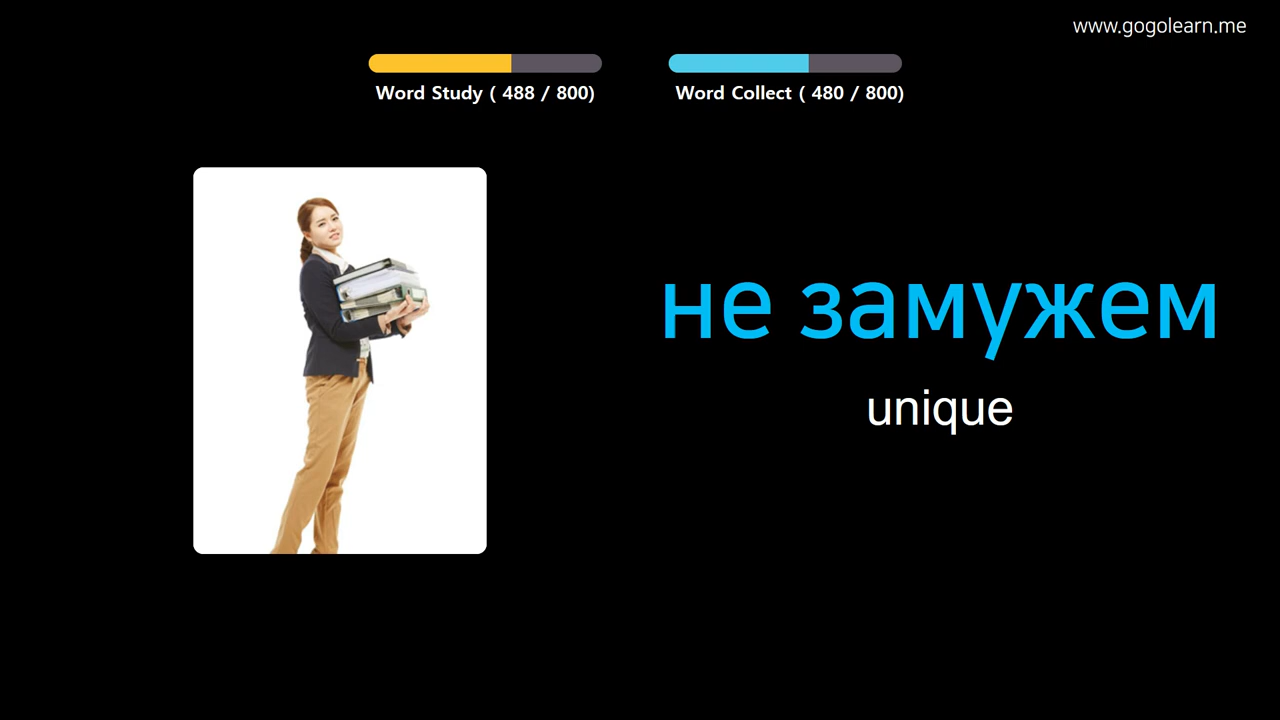 www.gogolearn.me
Word Study ( 488 / 800)
Word Collect ( 480 / 800)
не замужем
unique